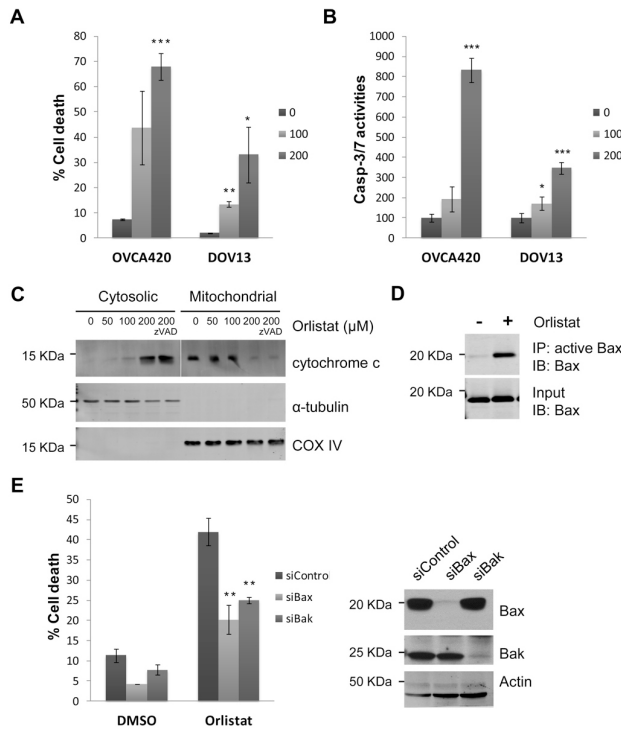 A
% Cell death
80
70
60
50
40
30
20
10
0
***
**
*
OVCA420 DOV13
0
100
200
B
Casp-3/7 activities
1000
900
800
700
600
500
400
300
200
100
0
***
*
***
OVCA420 DOV13
0
100
200
C
Cytosolic Mitochondrial
0 50 100 200 200 0 50 100 200 200 Orlistat (μM)
zVAD zVAD
15 KDa cytochrome c
50 KDa α-tubulin
15 KDa COX IV
D
- + Orlistat
20 KDa IP: active Bax
IB: Bax
20 KDa Input
IB: Bax
E
% Cell death
50
45
40
35
30
25
20
15
10
5
0
** **
DMSO Orlistat
siControl
siBax
siBak
siControl siBax siBak
20 KDa Bax
25 KDa Bak
50 KDa Actin